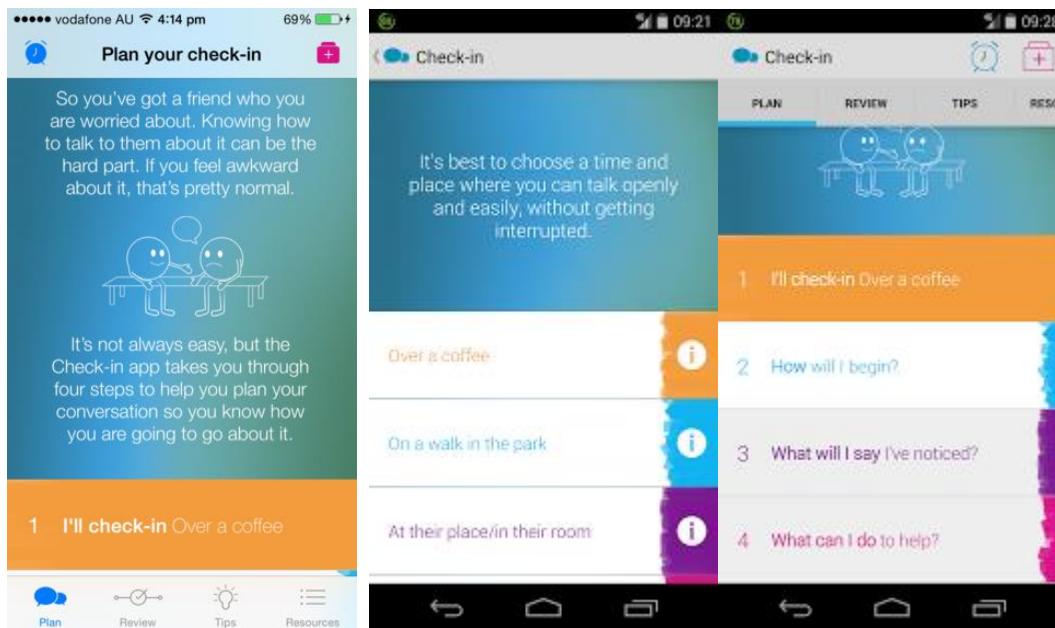 vodafone AU 4:14 pm 69%
Plan your check-in
So you've got a friend who you
are worried about. Knowing how
to talk to them about it can be the
hard part. If you feel awkward
about it, that's pretty normal.
It's not always easy, but the
Check-in app takes you through
four steps to help you plan your
conversation so you know how
you are going to go about it.
1 I'll check-in Over a coffee
Plan Review Tips Resources
09:21
Check-in
It's best to choose a time and
place where you can talk openly
and easily, without getting
interrupted.
Over a coffee
On a walk in the park
At their place/in their room
09:28
Check-in
PLAN REVIEW TIPS RESO
1 I'll check-in Over a coffee
2 How will I begin?
3 What will I say I've noticed?
4 What can I do to help?